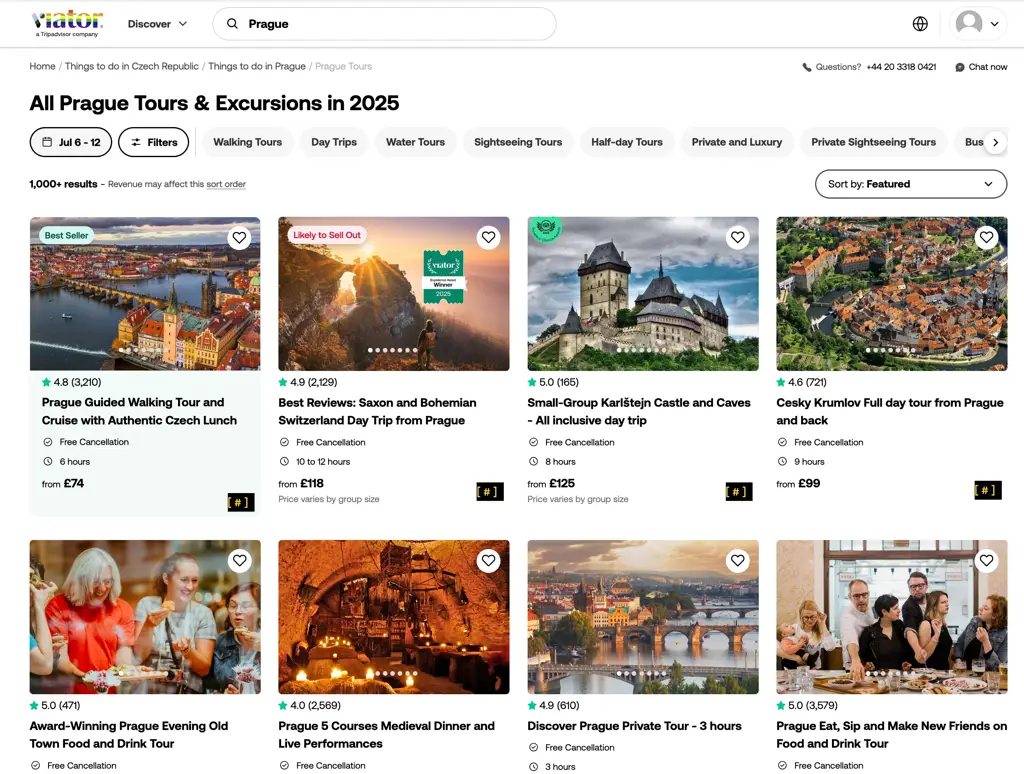 viator
a Tripadvisor company
Discover
Prague
Home / Things to do in Czech Republic / Things to do in Prague / Prague Tours
Questions? +44 20 3318 0421
Chat now
All Prague Tours & Excursions in 2025
Jul 6 - 12
Filters
Walking Tours
Day Trips
Water Tours
Sightseeing Tours
Half-day Tours
Private and Luxury
Private Sightseeing Tours
Bus
1,000+ results - Revenue may affect this sort order
Sort by: Featured
Best Seller
4.8 (3,210)
Prague Guided Walking Tour and
Cruise with Authentic Czech Lunch
Free Cancellation
6 hours
from £74
[#]
Likely to Sell Out
viator
Winner
2025
4.9 (2,129)
Best Reviews: Saxon and Bohemian
Switzerland Day Trip from Prague
Free Cancellation
10 to 12 hours
from £118
Price varies by group size
[#]
5.0 (165)
Small-Group Karlštejn Castle and Caves
- All inclusive day trip
Free Cancellation
8 hours
from £125
Price varies by group size
[#]
4.6 (721)
Cesky Krumlov Full day tour from Prague
and back
Free Cancellation
9 hours
from £99
[#]
5.0 (471)
Award-Winning Prague Evening Old
Town Food and Drink Tour
Free Cancellation
4.0 (2,569)
Prague 5 Courses Medieval Dinner and
Live Performances
Free Cancellation
4.9 (610)
Discover Prague Private Tour - 3 hours
Free Cancellation
3 hours
5.0 (3,579)
Prague Eat, Sip and Make New Friends on
Food and Drink Tour
Free Cancellation